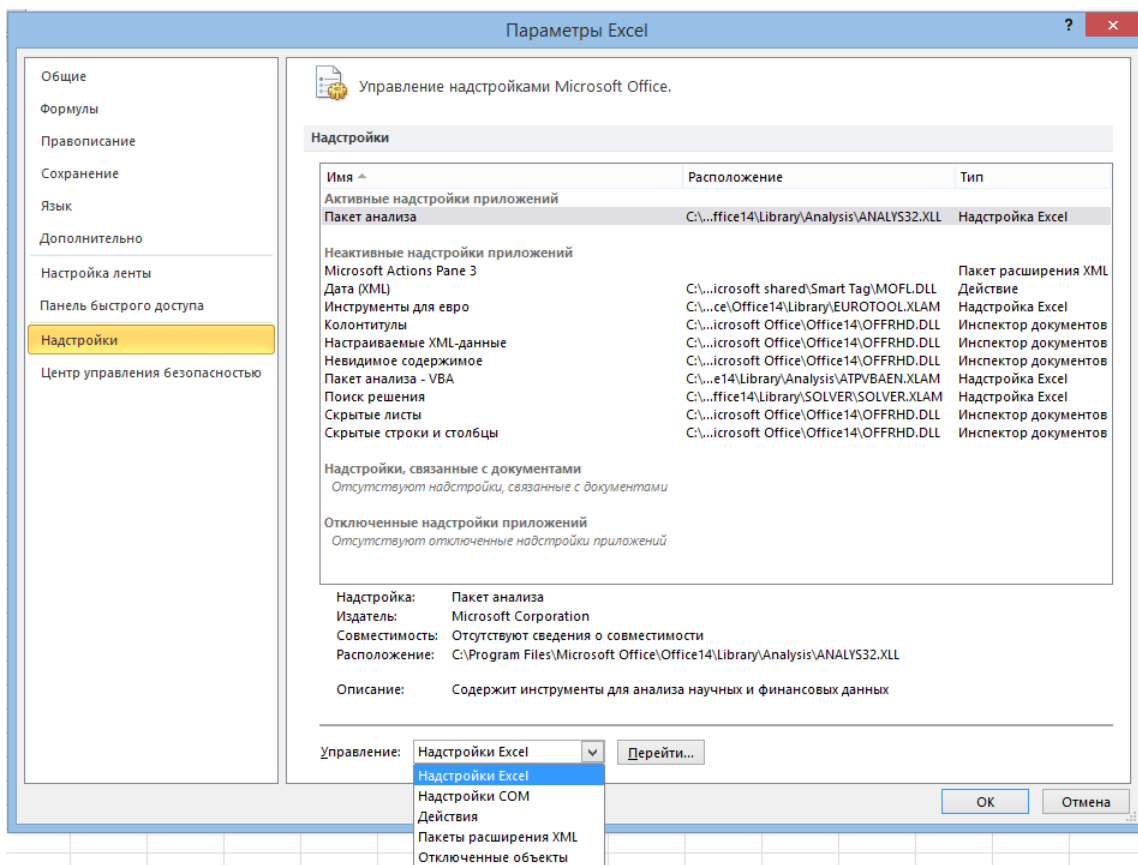 Параметры Excel
?
Общие
Формулы
Правописание
Сохранение
Язык
Дополнительно
Настройка ленты
Панель быстрого доступа
Надстройки
Центр управления безопасностью
Управление надстройками Microsoft Office.
Надстройки
Имя Расположение Тип
Активные надстройки приложений
Пакет анализа C:\...ffice14\Library\Analysis\ANALYS32.XLL Надстройка Excel
Неактивные надстройки приложений
Microsoft Actions Pane 3 Пакет расширения XML
Дата (XML) C:\...icrosoft shared\Smart Tag\MOFL.DLL Действие
Инструменты для евро C:\...ce\Office14\Library\EUROTOOL.XLAM Надстройка Excel
Колонтитулы C:\...icrosoft Office\Office14\OFFRHD.DLL Инспектор документов
Настраиваемые XML-данные C:\...icrosoft Office\Office14\OFFRHD.DLL Инспектор документов
Невидимое содержимое C:\...icrosoft Office\Office14\OFFRHD.DLL Инспектор документов
Пакет анализа - VBA C:\...e14\Library\Analysis\ATPVBAEN.XLAM Надстройка Excel
Поиск решения C:\...ffice14\Library\SOLVER\SOLVER.XLAM Надстройка Excel
Скрытые листы C:\...icrosoft Office\Office14\OFFRHD.DLL Инспектор документов
Скрытые строки и столбцы C:\...icrosoft Office\Office14\OFFRHD.DLL Инспектор документов
Надстройки, связанные с документами
Отсутствуют надстройки, связанные с документами
Отключенные надстройки приложений
Отсутствуют отключенные надстройки приложений
Надстройка: Пакет анализа
Издатель: Microsoft Corporation
Совместимость: Отсутствуют сведения о совместимости
Расположение: C:\Program Files\Microsoft Office\Office14\Library\Analysis\ANALYS32.XLL
Описание: Содержит инструменты для анализа научных и финансовых данных
Управление: Надстройки Excel Перейти...
Надстройки Excel
Надстройки COM
Действия
Пакеты расширения XML
Отключенные объекты
ОК Отмена